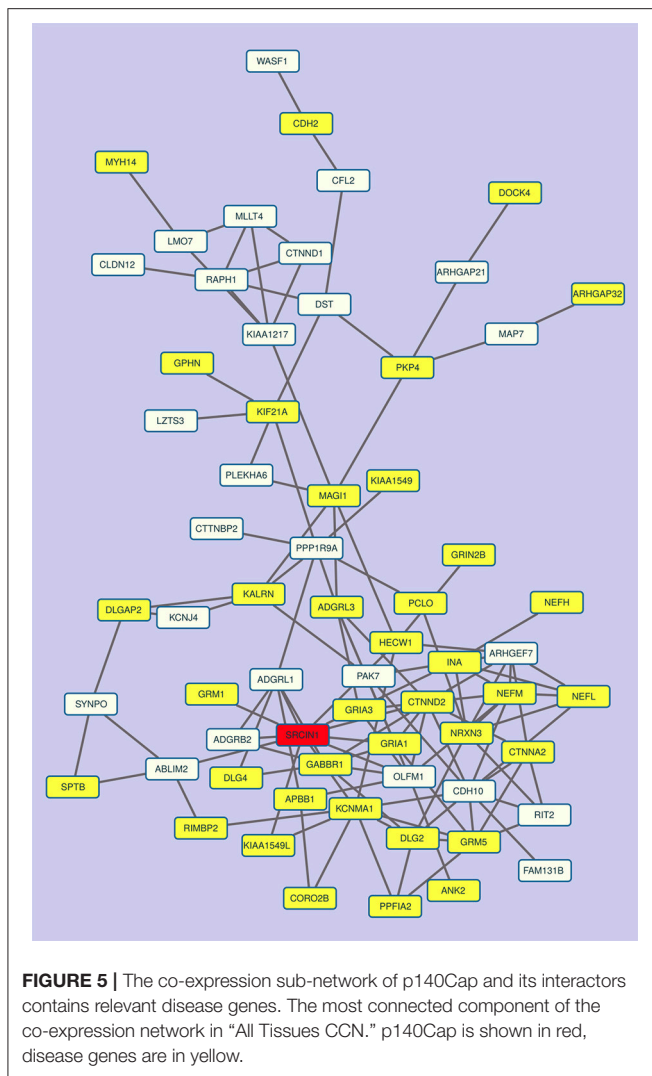 WASF1
CDH2
MYH14
CFL2
DOCK4
MLLT4
LMO7
CTNND1
CLDN12
RAPH1
ARHGAP21
ARHGAP32
DST
KIAA1217
MAP7
GPHN
PKP4
KIF21A
LZTS3
PLEKHA6
KIAA1549
MAGI1
CTTNBP2
PPP1R9A
GRIN2B
KALRN
DLGAP2
ADGRL3
PCLO
NEFH
KCNJ4
HECW1
ARHGEF7
INA
ADGRL1
PAK7
GRM1
CTNND2
NEFM
NEFL
SYNPO
GRIA3
NRXN3
ADGRB2
SRCIN1
GRIA1
CTNNA2
ABLIM2
GABBR1
OLFM1
DLG4
SPTB
APBB1
CDH10
RIMBP2
KCNMA1
RIT2
KIAA1549L
DLG2
GRM5
FAM131B
ANK2
CORO2B
PPFIA2
FIGURE 5 | The co-expression sub-network of p140Cap and its interactors
contains relevant disease genes. The most connected component of the
co-expression network in “All Tissues CCN.” p140Cap is shown in red,
disease genes are in yellow.